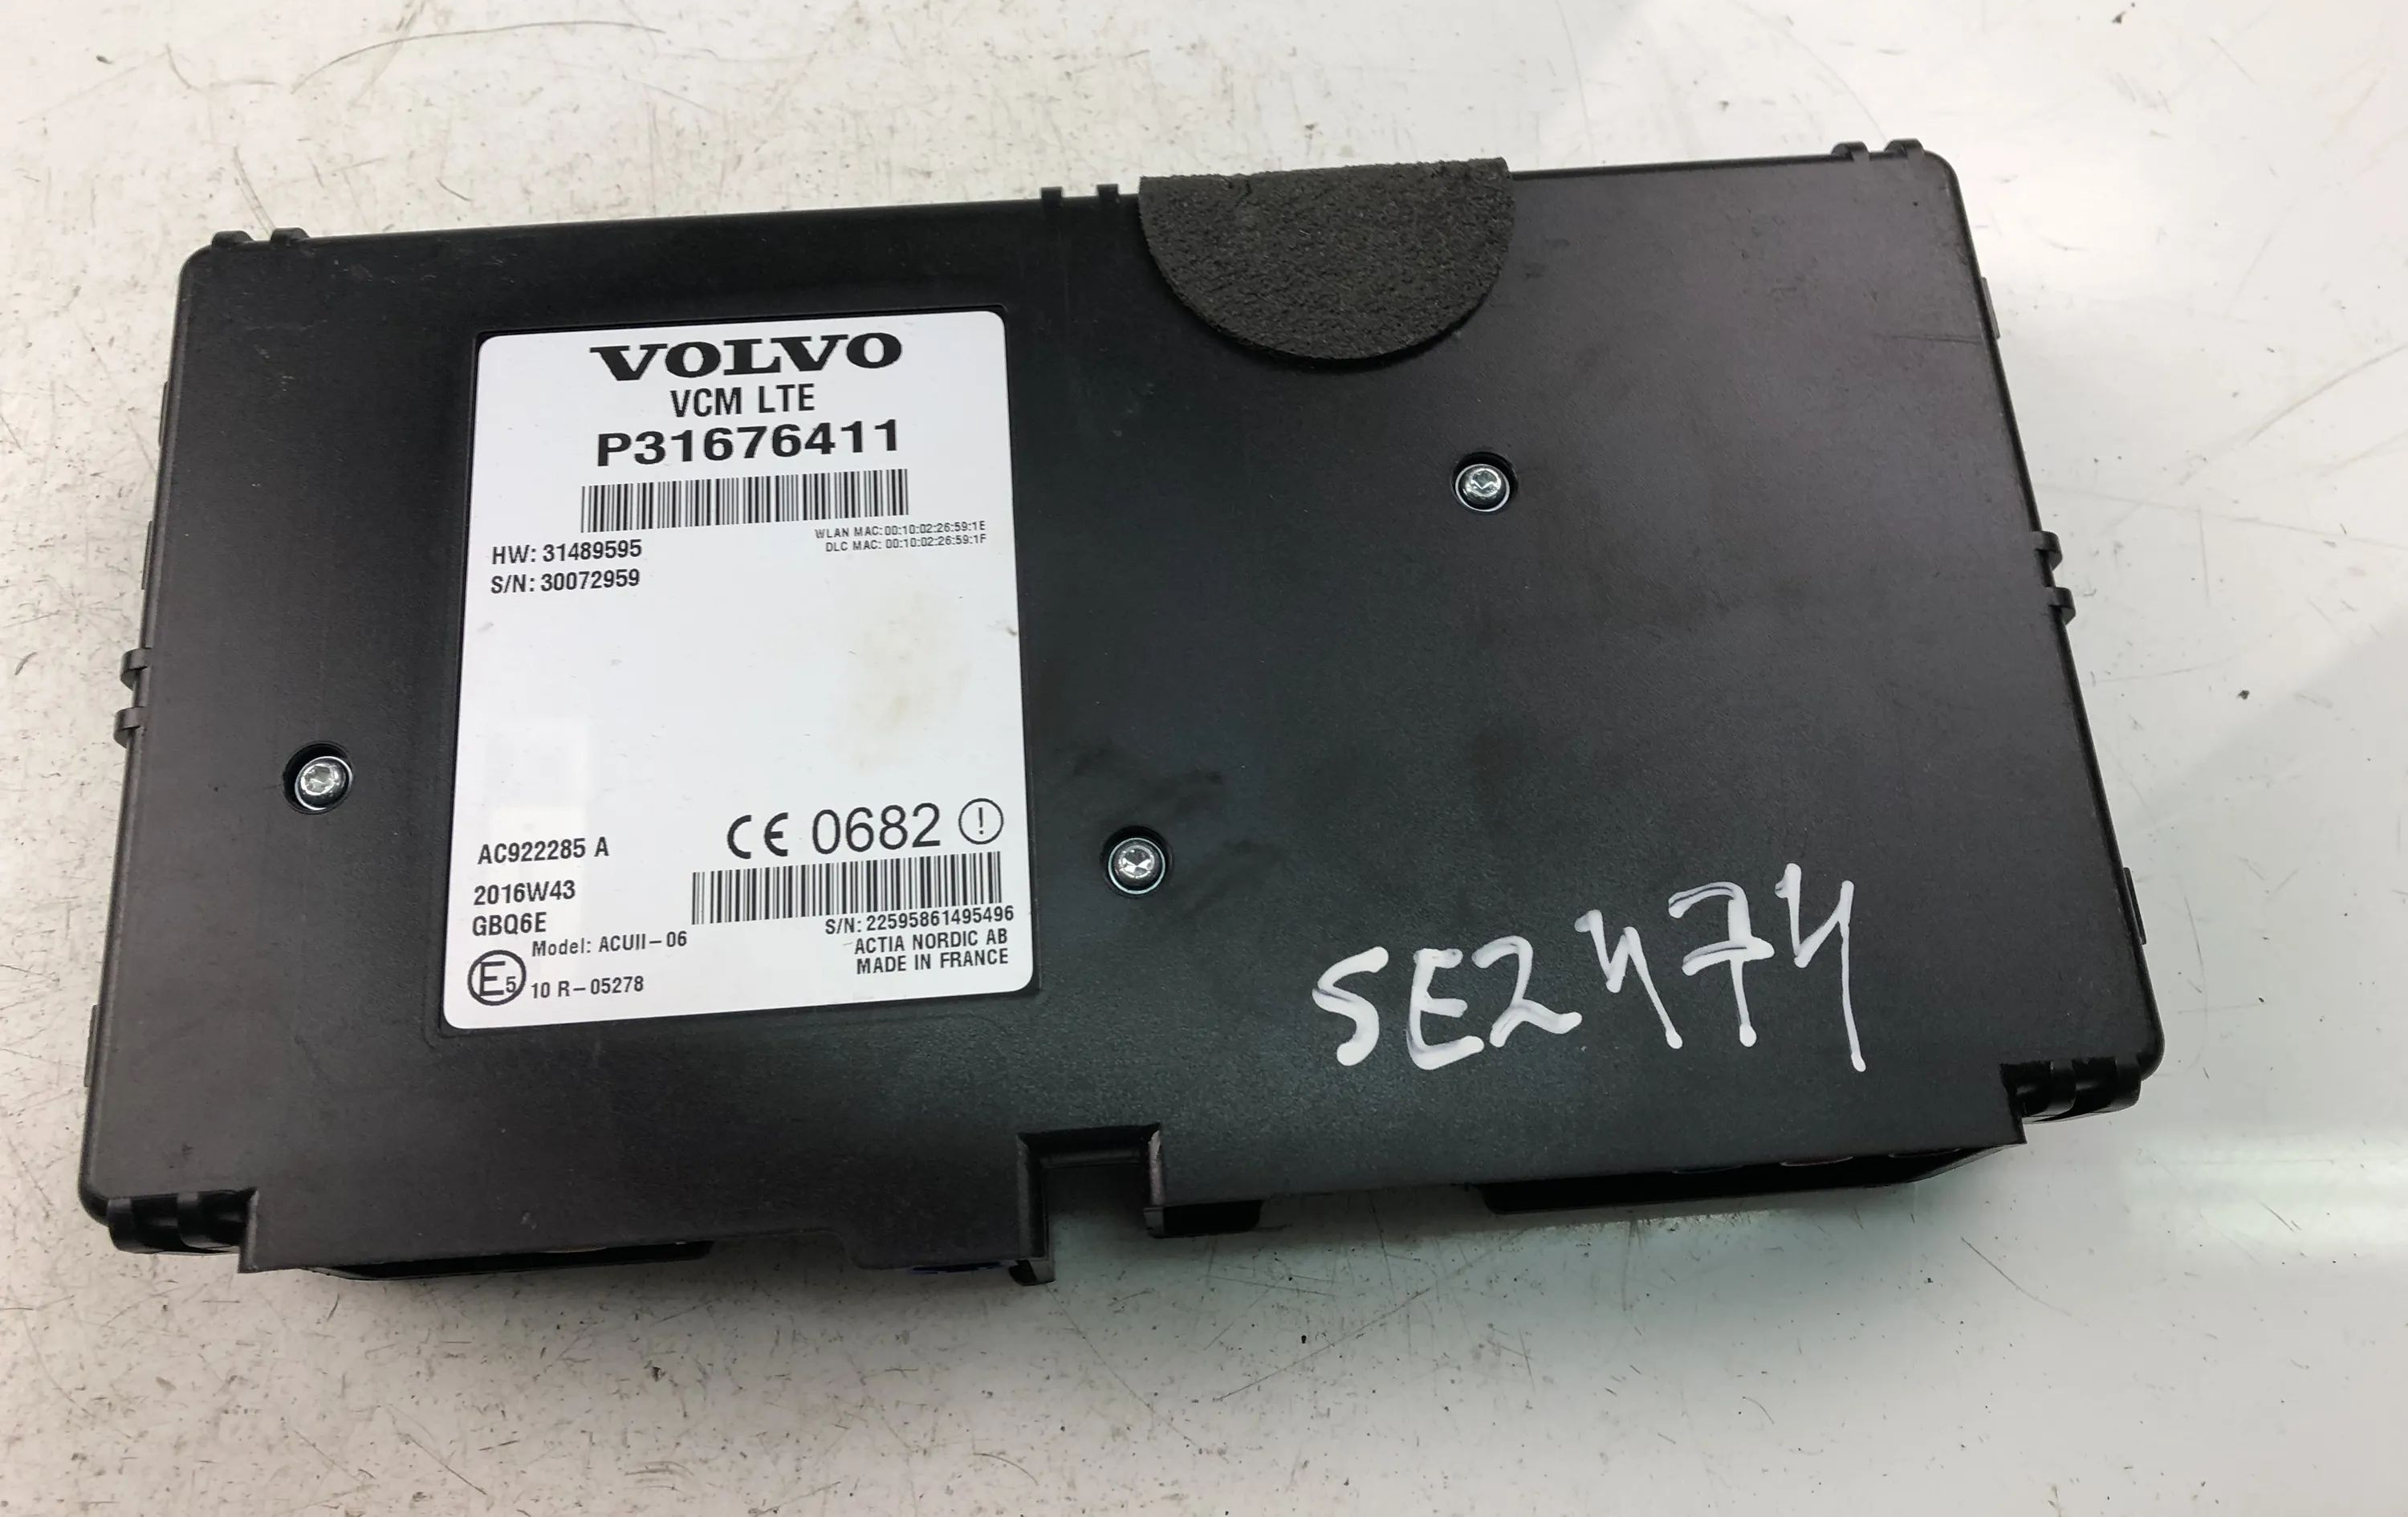 VOLVO
VCM LTE
P31676411
WLAN MAC:00:10:02:26:59:1E
DLC MAC: 00:10:02:26:59:1F
HW: 31489595
S/N: 30072959
AC922285 A
CE 0682 !
2016W43
GBQ6E
S/N: 22595861495496
Model: ACUII-06
ACTIA NORDIC AB
MADE IN FRANCE
E5 10 R-05278
SE2474